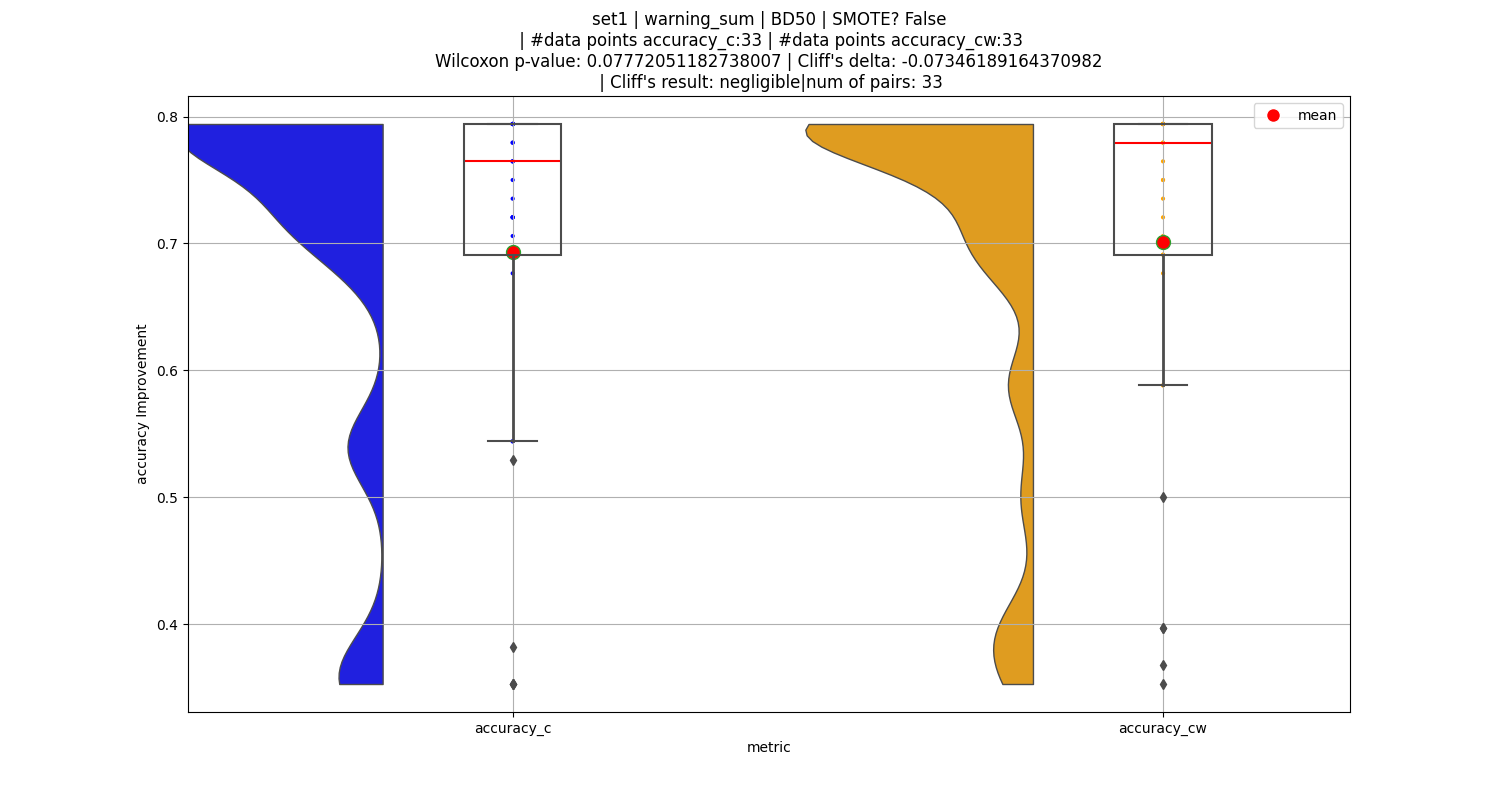 set1 | warning_sum | BD50 | SMOTE? False
| #data points accuracy_c:33 | #data points accuracy_cw:33
Wilcoxon p-value: 0.07772051182738007 | Cliff's delta: -0.07346189164370982
| Cliff's result: negligible|num of pairs: 33
mean
0.8
0.7
0.6
0.5
0.4
accuracy Improvement
accuracy_c
accuracy_cw
metric